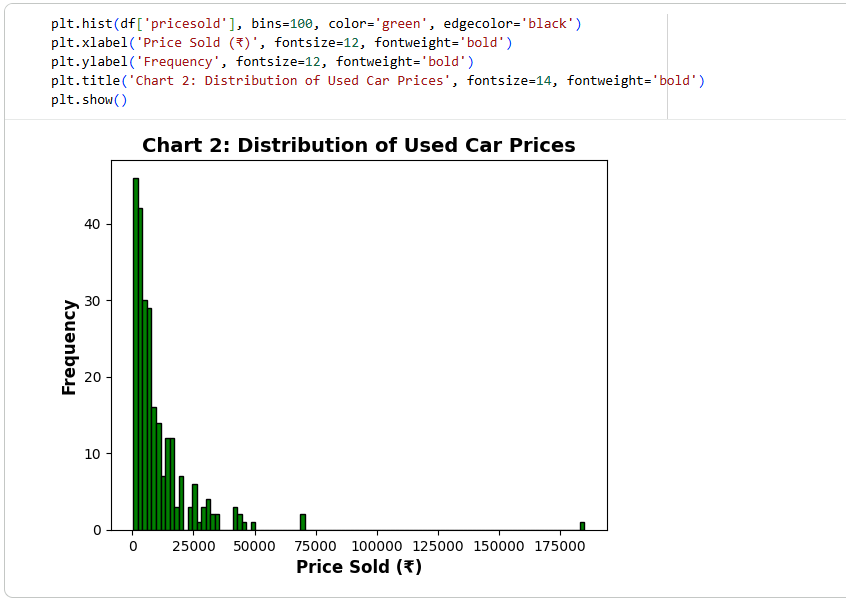 plt.hist(df['pricesold'], bins=100, color='green', edgecolor='black')
plt.xlabel('Price Sold (₹)', fontsize=12, fontweight='bold')
plt.ylabel('Frequency', fontsize=12, fontweight='bold')
plt.title('Chart 2: Distribution of Used Car Prices', fontsize=14, fontweight='bold')
plt.show()
Chart 2: Distribution of Used Car Prices
Frequency
40
30
20
10
0
0 25000 50000 75000 100000 125000 150000 175000
Price Sold (₹)